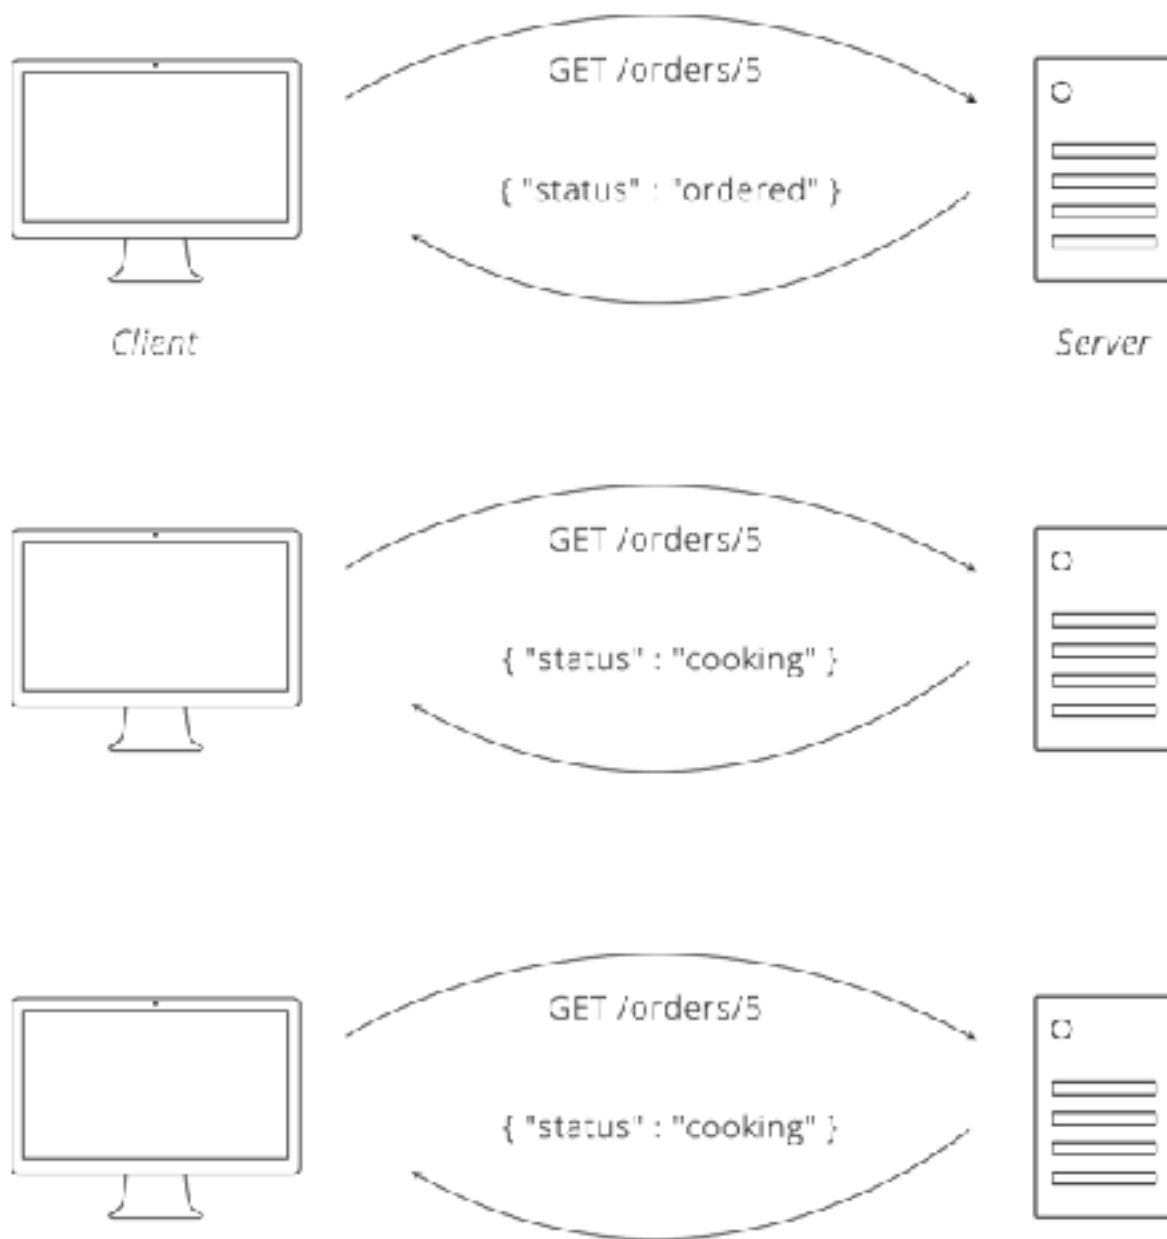 GET /orders/5
{ "status" : "ordered" }
Client
Server
GET /orders/5
{ "status" : "cooking" }
GET /orders/5
{ "status" : "cooking" }